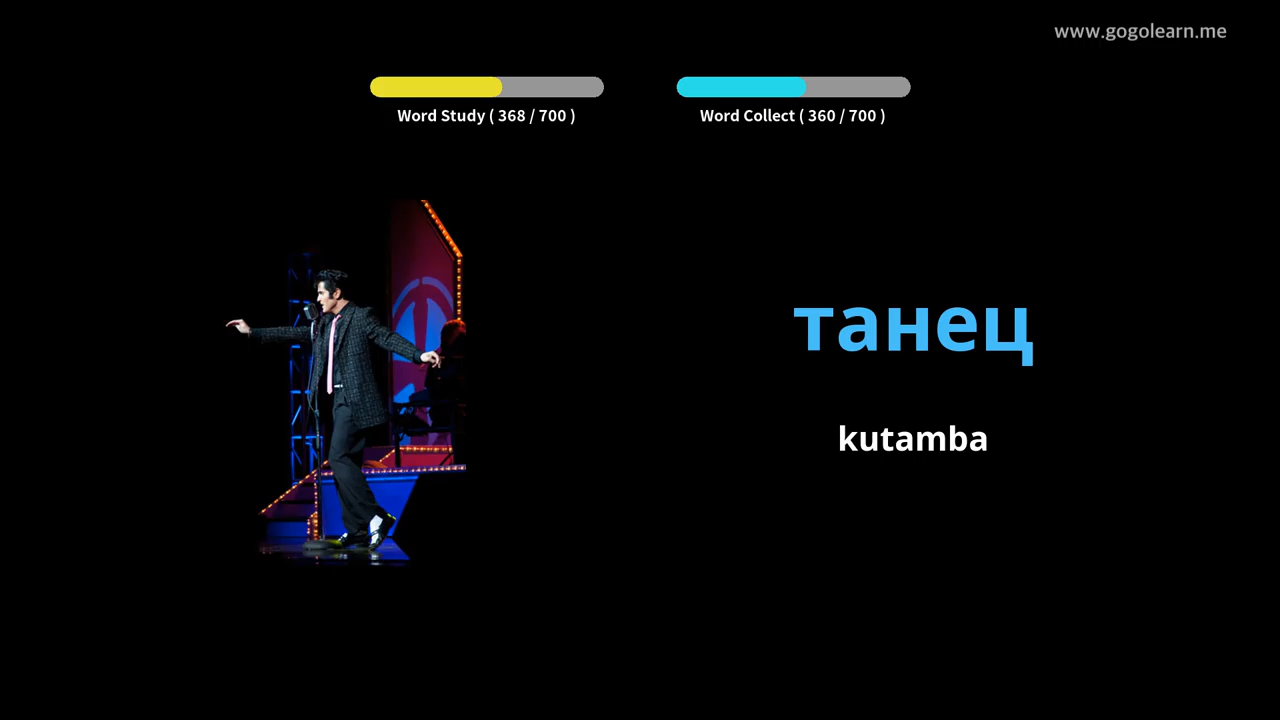 www.gogolearn.me
Word Study ( 368 / 700 )
Word Collect ( 360 / 700 )
танец
kutamba